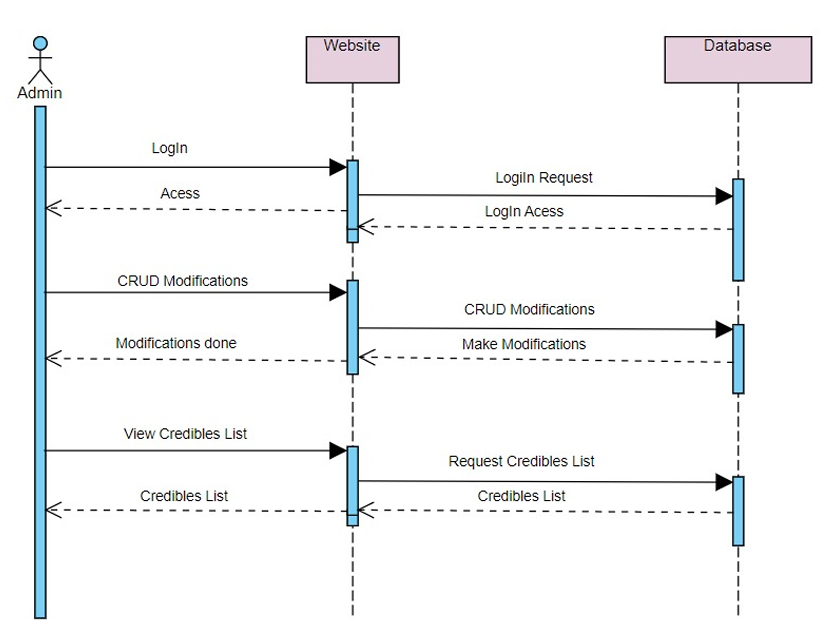 Website
Database
Admin
LogIn
LogiIn Request
Acess
LogIn Acess
CRUD Modifications
CRUD Modifications
Modifications done
Make Modifications
View Credibles List
Request Credibles List
Credibles List
Credibles List